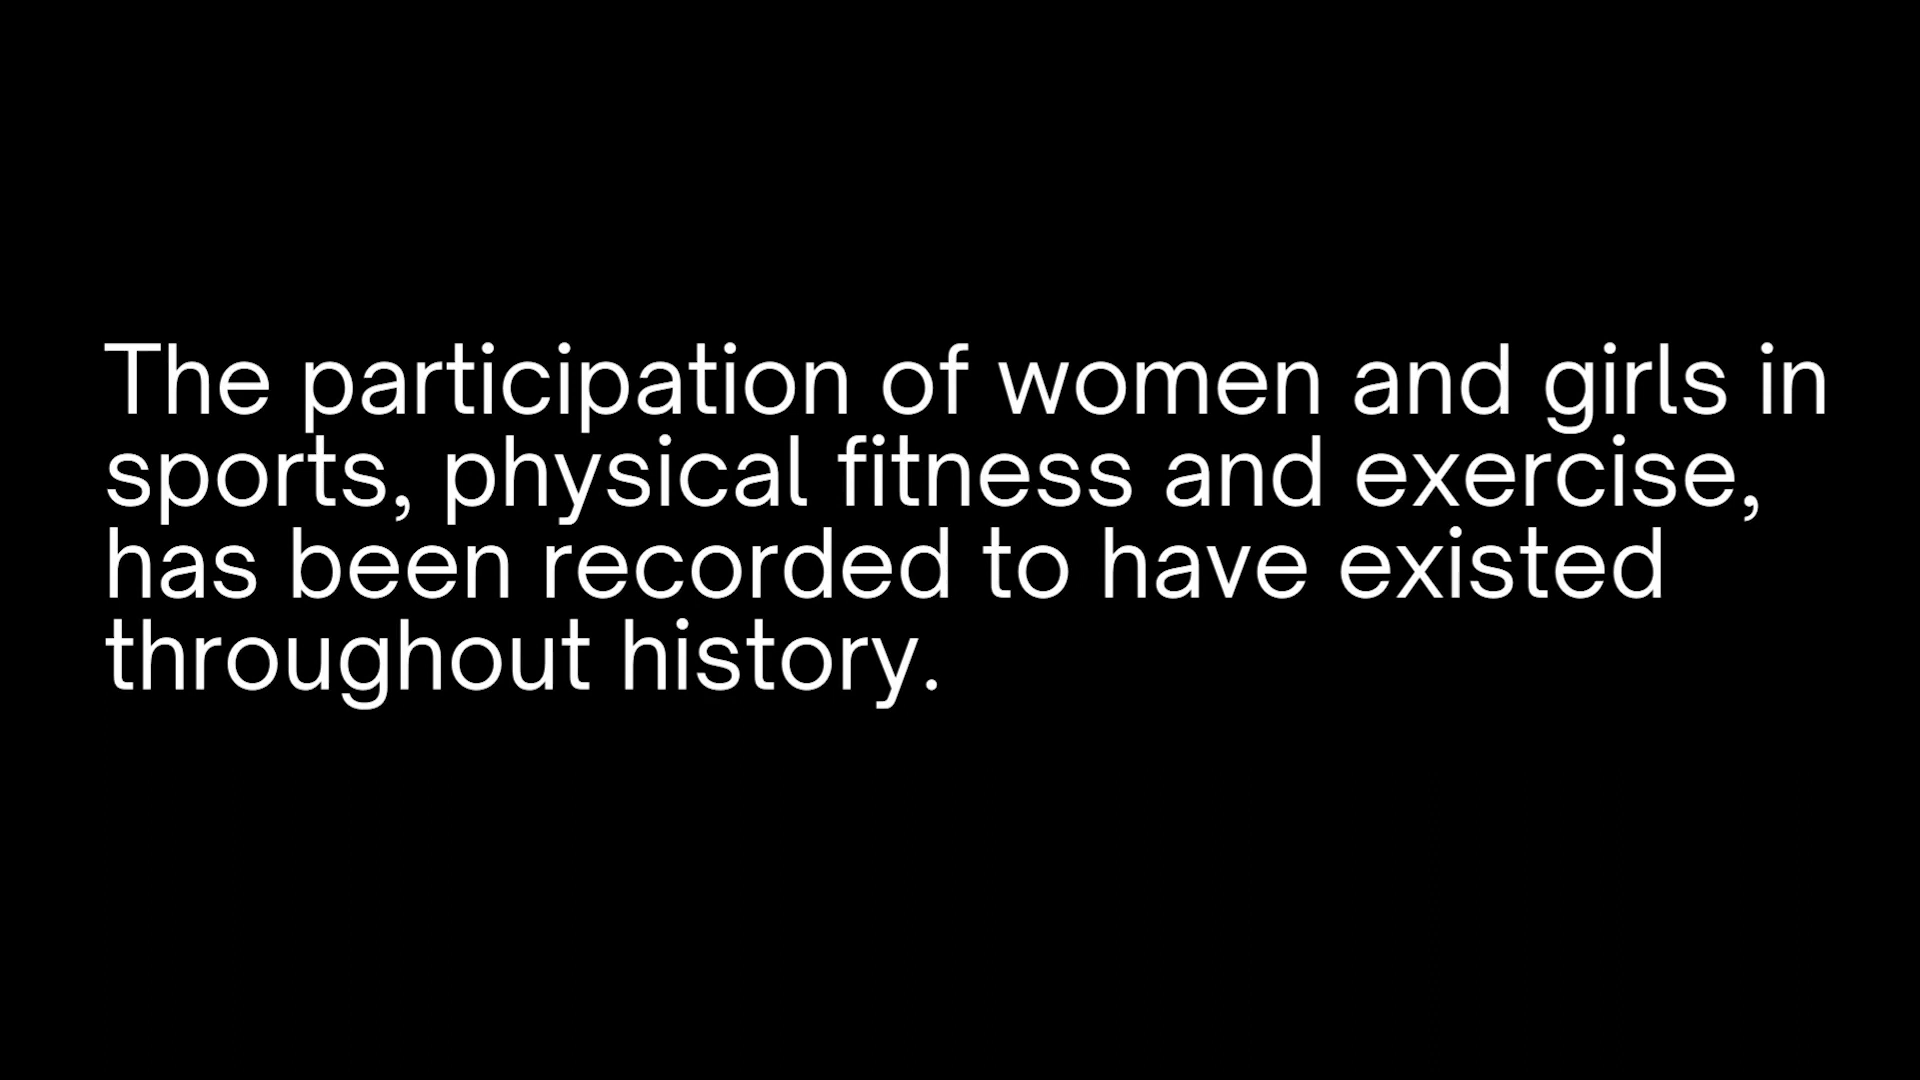 The participation of women and girls in
sports, physical fitness and exercise,
has been recorded to have existed
throughout history.